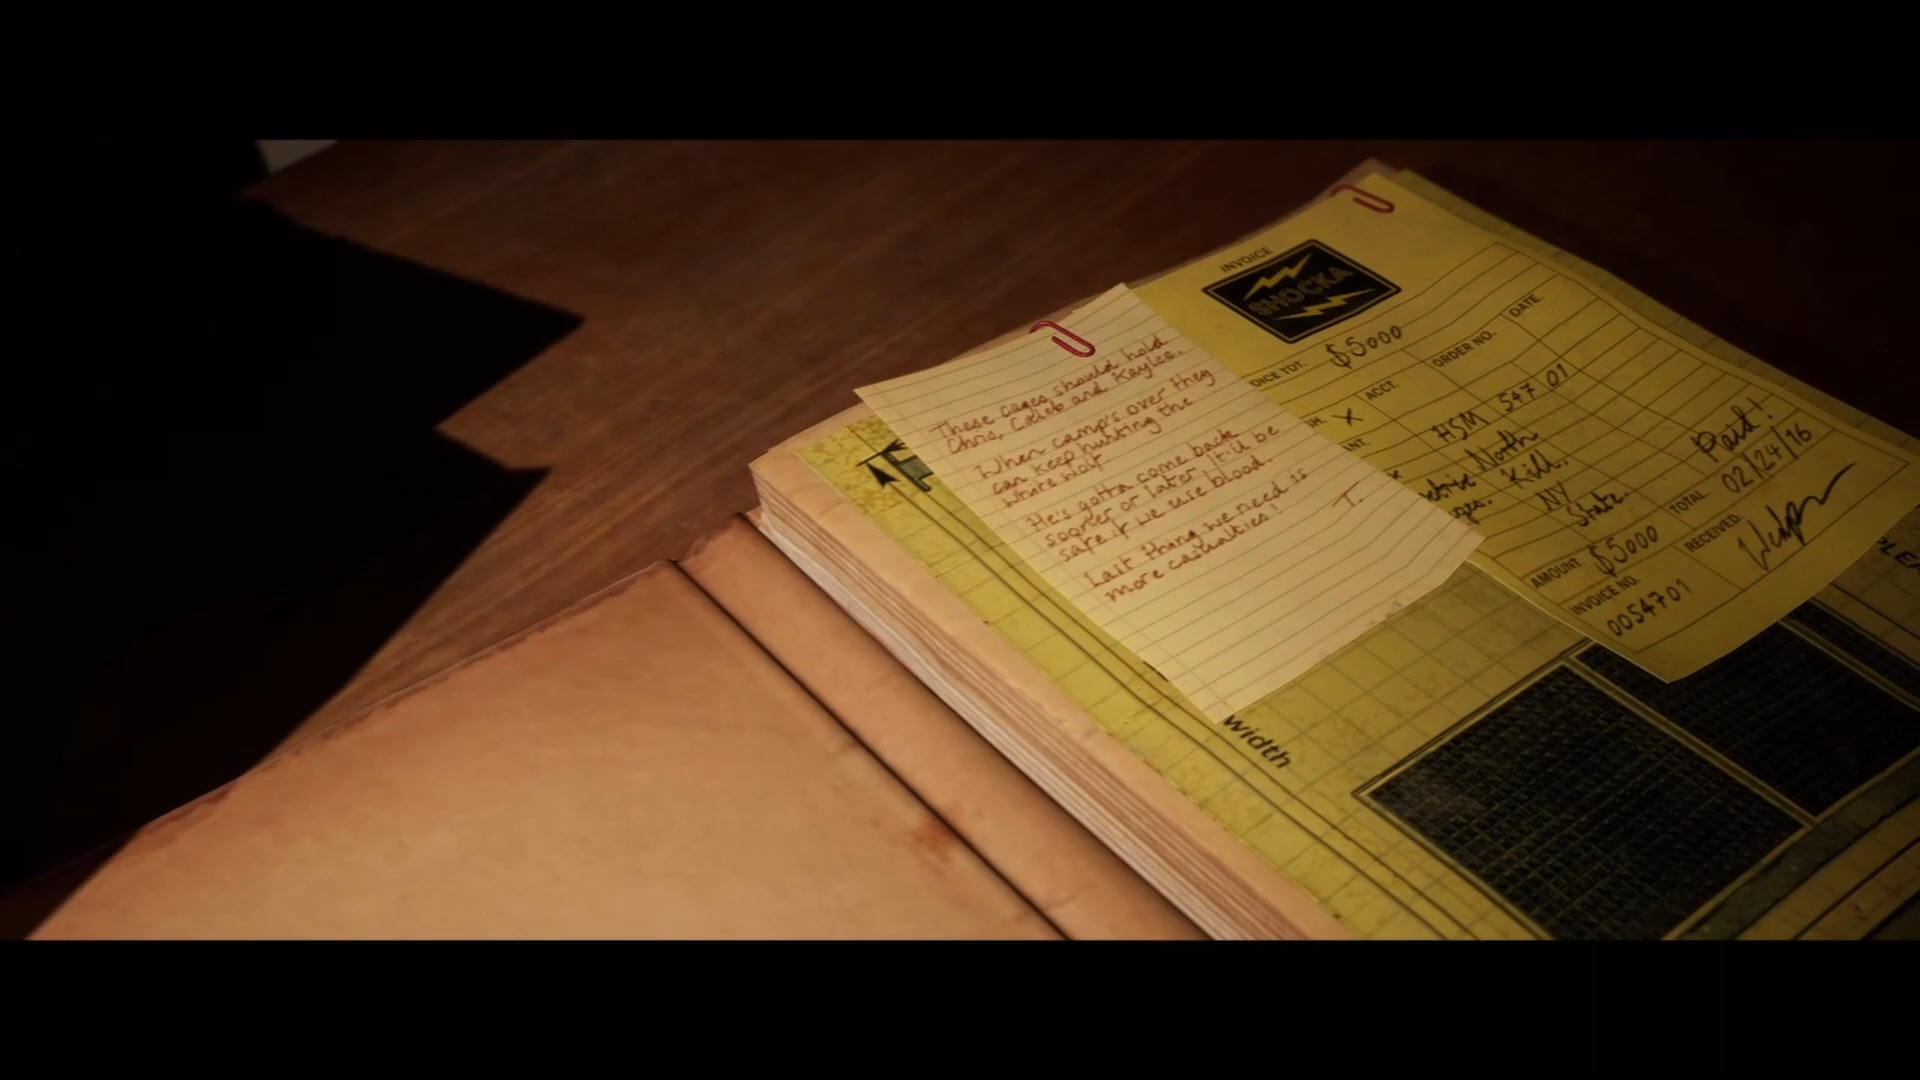 These cages should hold
Chris, Caleb and Kaylee.
When camp's over they
can keep hunting the
White Wolf
He's gotta come back
sooner or later. It'll be
safe if we use blood.
Last thing we need is
more casualties!
T.
INVOICE
SHOCKA
OICE TOT. $5000
ACCT.
ORDER NO.
DATE.
X
HSM 547 01
North
Kill,
NY
State.
Paid!
AMOUNT. $5000
TOTAL. 02/24/16
INVOICE NO.
0054701
RECEIVED.
Width